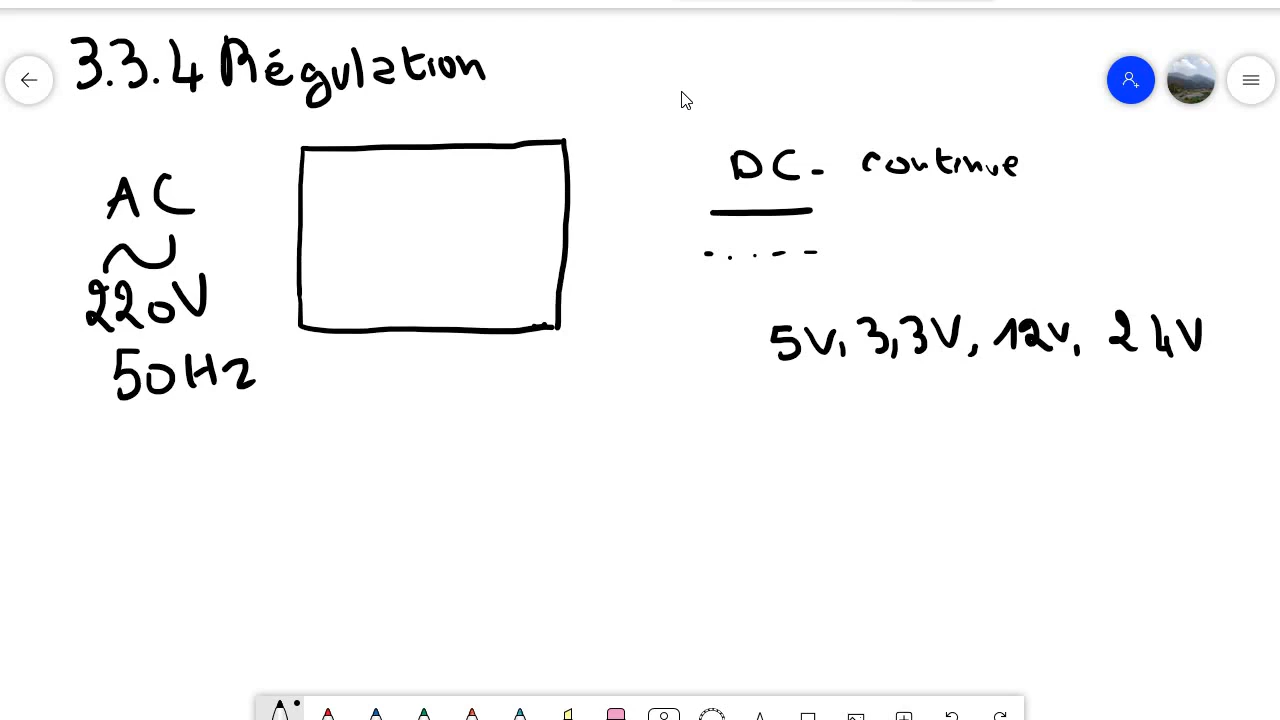 3.3.4 Régulation
AC
220V
50Hz
DC - continue
5V, 3,3V, 12V, 24V